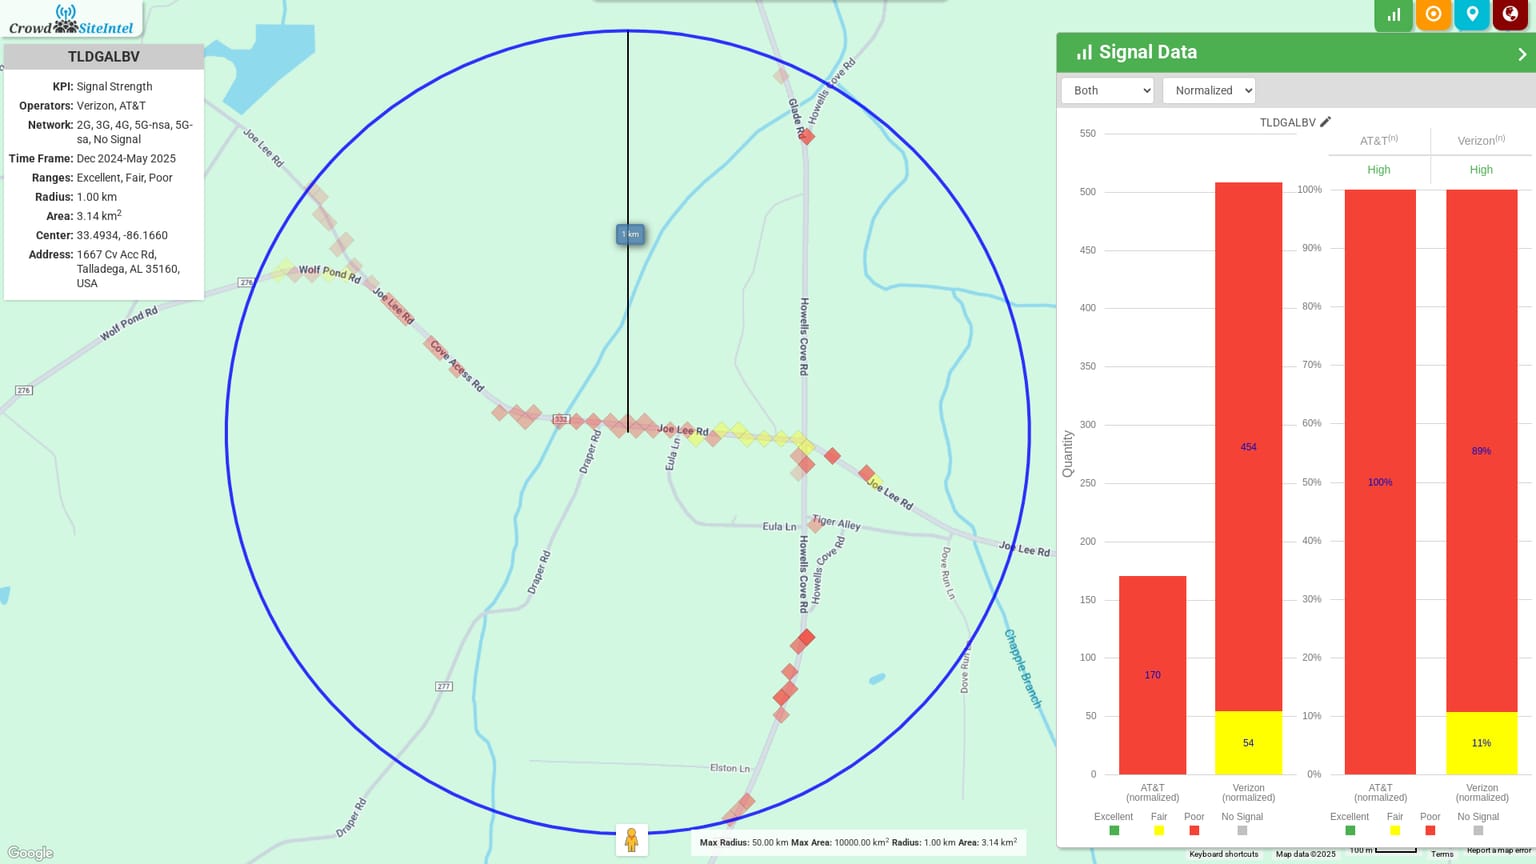 CrowdSiteIntel
TLDGALBV
KPI: Signal Strength
Operators: Verizon, AT&T
Network: 2G, 3G, 4G, 5G-nsa, 5G-
sa, No Signal
Time Frame: Dec 2024-May 2025
Ranges: Excellent, Fair, Poor
Radius: 1.00 km
Area: 3.14 km²
Center: 33.4934, -86.1660
Address: 1667 Cv Acc Rd,
Talladega, AL 35160,
USA
Joe Lee Rd
Wolf Pond Rd
276
Wolf Pond Rd
276
Joe Lee Rd
Cove Acess Rd
332
Draper Rd
Eula Ln
Joe Lee Rd
1 km
Glade Rd
Howells Cove Rd
Howells Cove Rd
Joe Lee Rd
Eula Ln
Tiger Alley
Howells Cove Rd
Howells Cove Rd
Joe Lee Rd
Dove Run Ln
Dove Run Ln
Chapple Branch
Draper Rd
277
Elston Ln
Draper Rd
Google
Max Radius: 50.00 km Max Area: 10000.00 km² Radius: 1.00 km Area: 3.14 km²
Signal Data
Both
Normalized
TLDGALBV
AT&T(n)
Verizon(n)
High
High
Quantity
550
500
450
400
350
300
250
200
150
100
50
0
170
454
54
AT&T
(normalized)
Verizon
(normalized)
Excellent Fair Poor No Signal
100%
90%
80%
70%
60%
50%
40%
30%
20%
10%
0%
100%
89%
11%
AT&T
(normalized)
Verizon
(normalized)
Excellent Fair Poor No Signal
Keyboard shortcuts
Map data ©2025
100 m
Terms
Report a map error